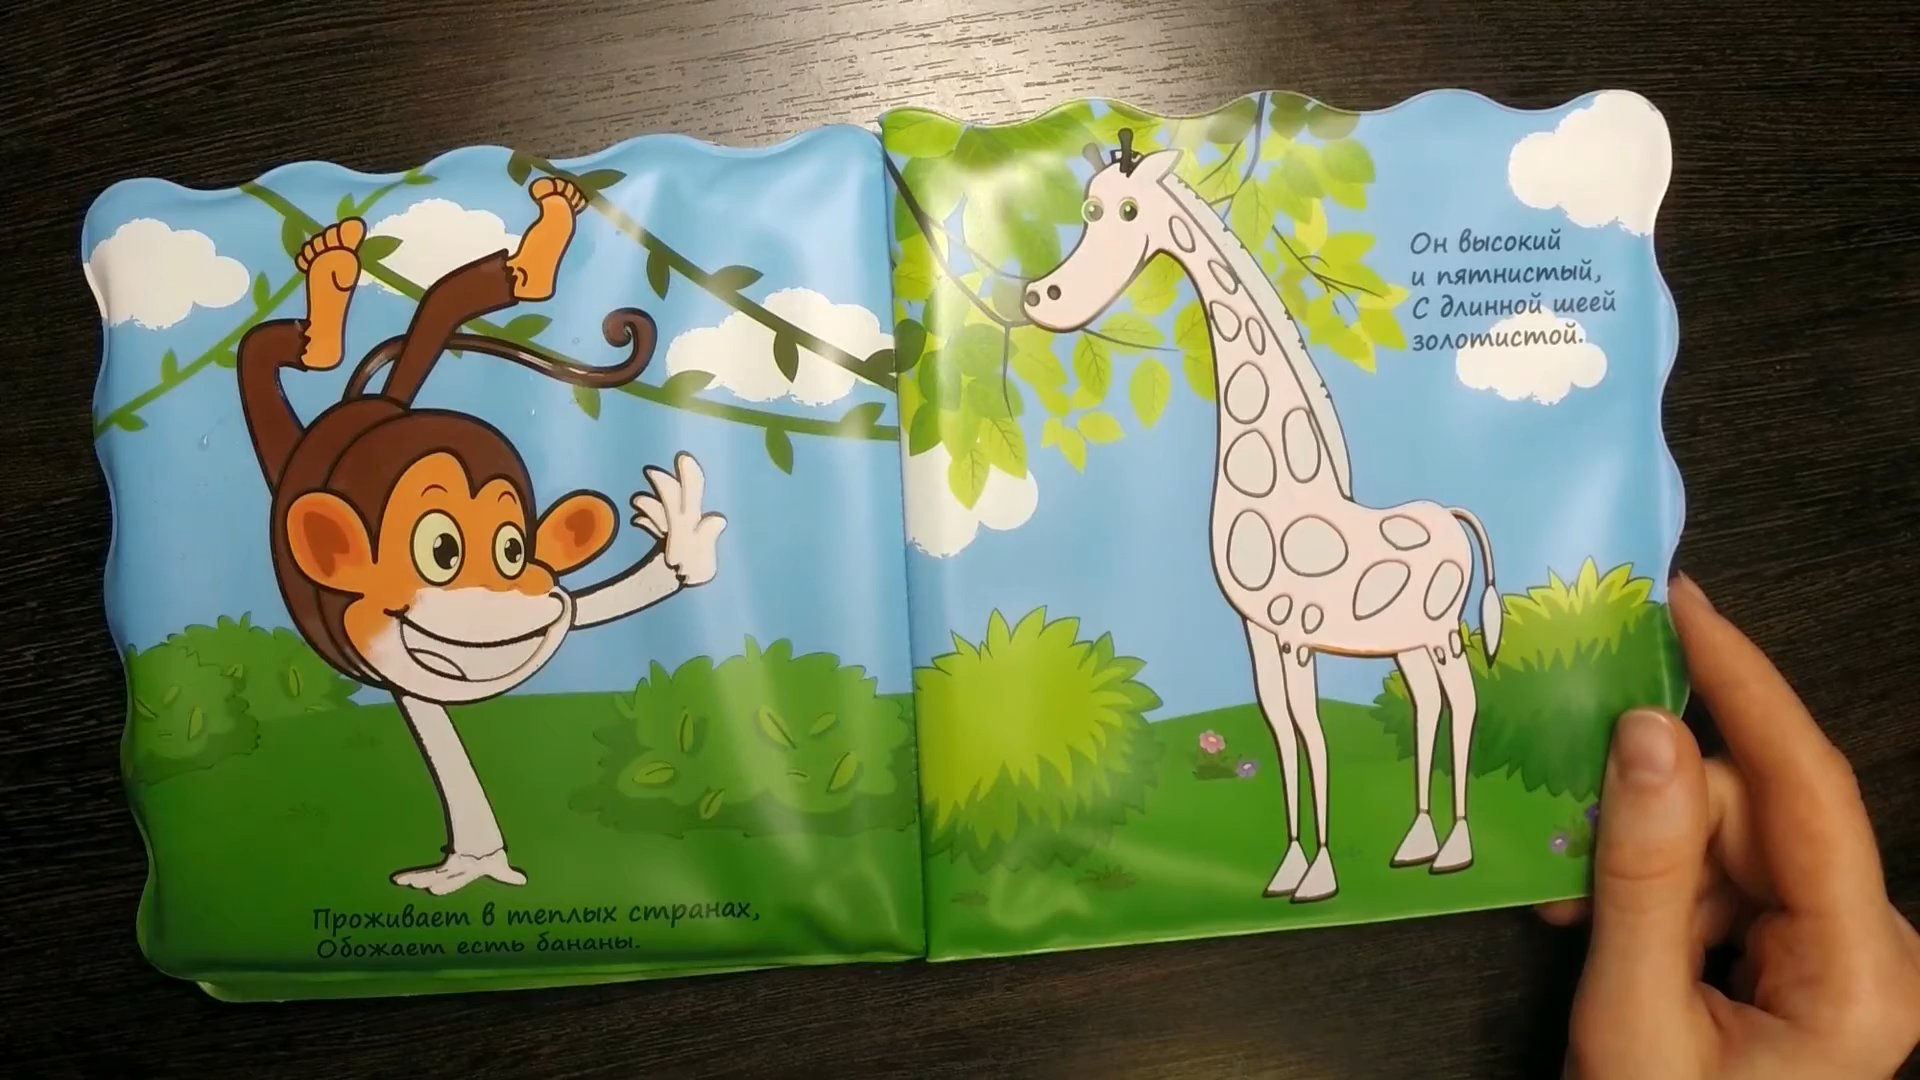 Проживает в теплых странах,
Обожает есть бананы.
Он высокий
и пятнистый,
С длинной шеей
золотистой.